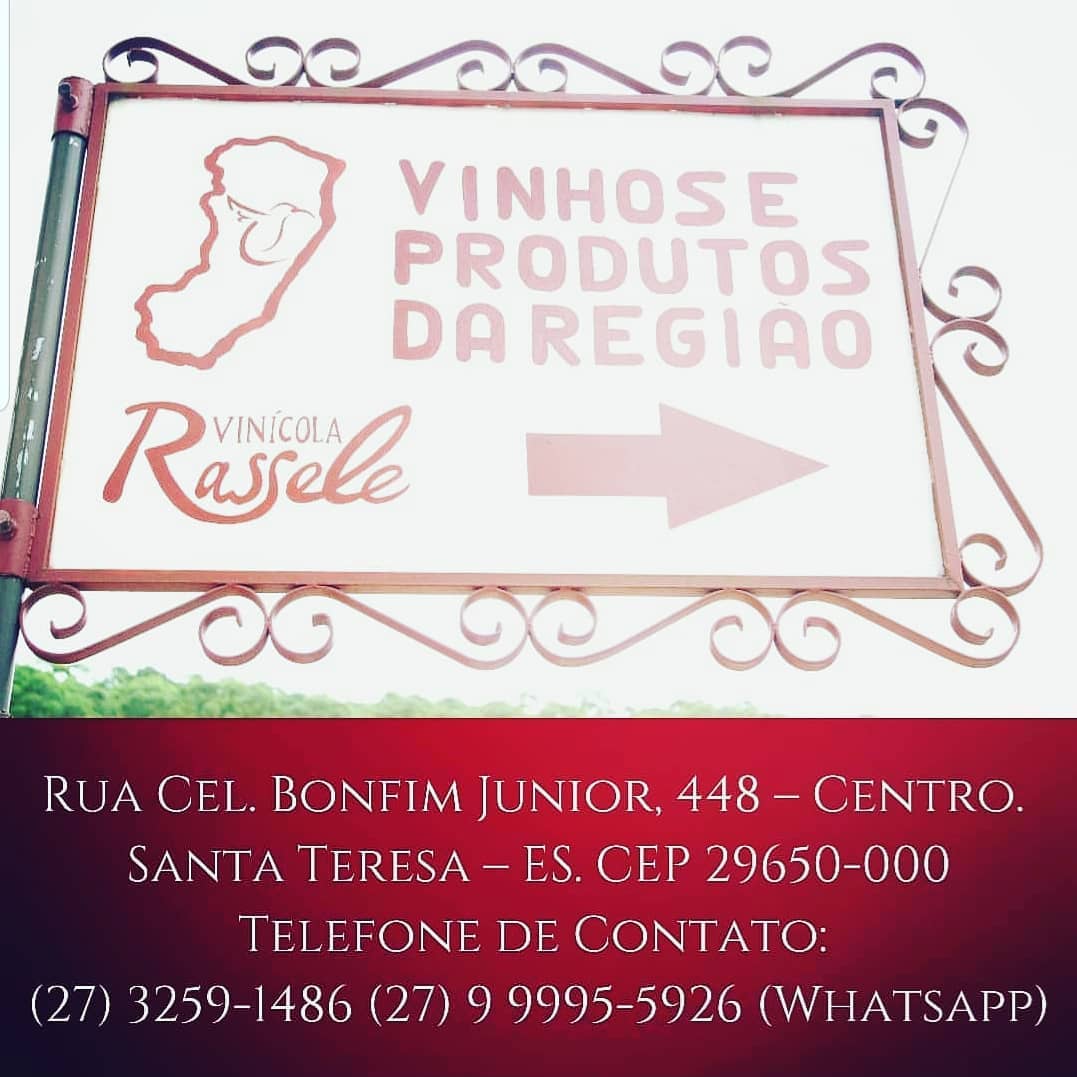 VINHOS E
PRODUTOS
DA REGIÃO
VINÍCOLA
Rassele
Rua Cel. Bonfim Junior, 448 – Centro.
Santa Teresa – ES. CEP 29650-000
Telefone de Contato:
(27) 3259-1486 (27) 9 9995-5926 (Whatsapp)